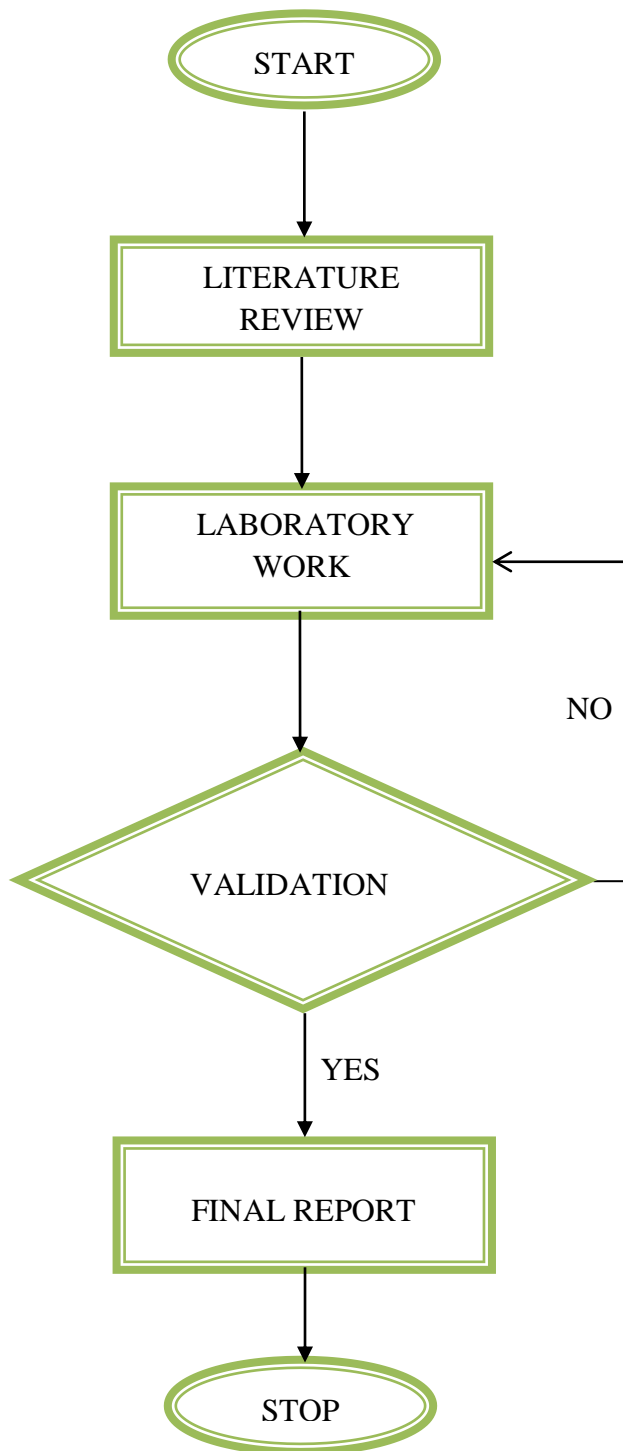 START
LITERATURE
REVIEW
LABORATORY
WORK
NO
VALIDATION
YES
FINAL REPORT
STOP